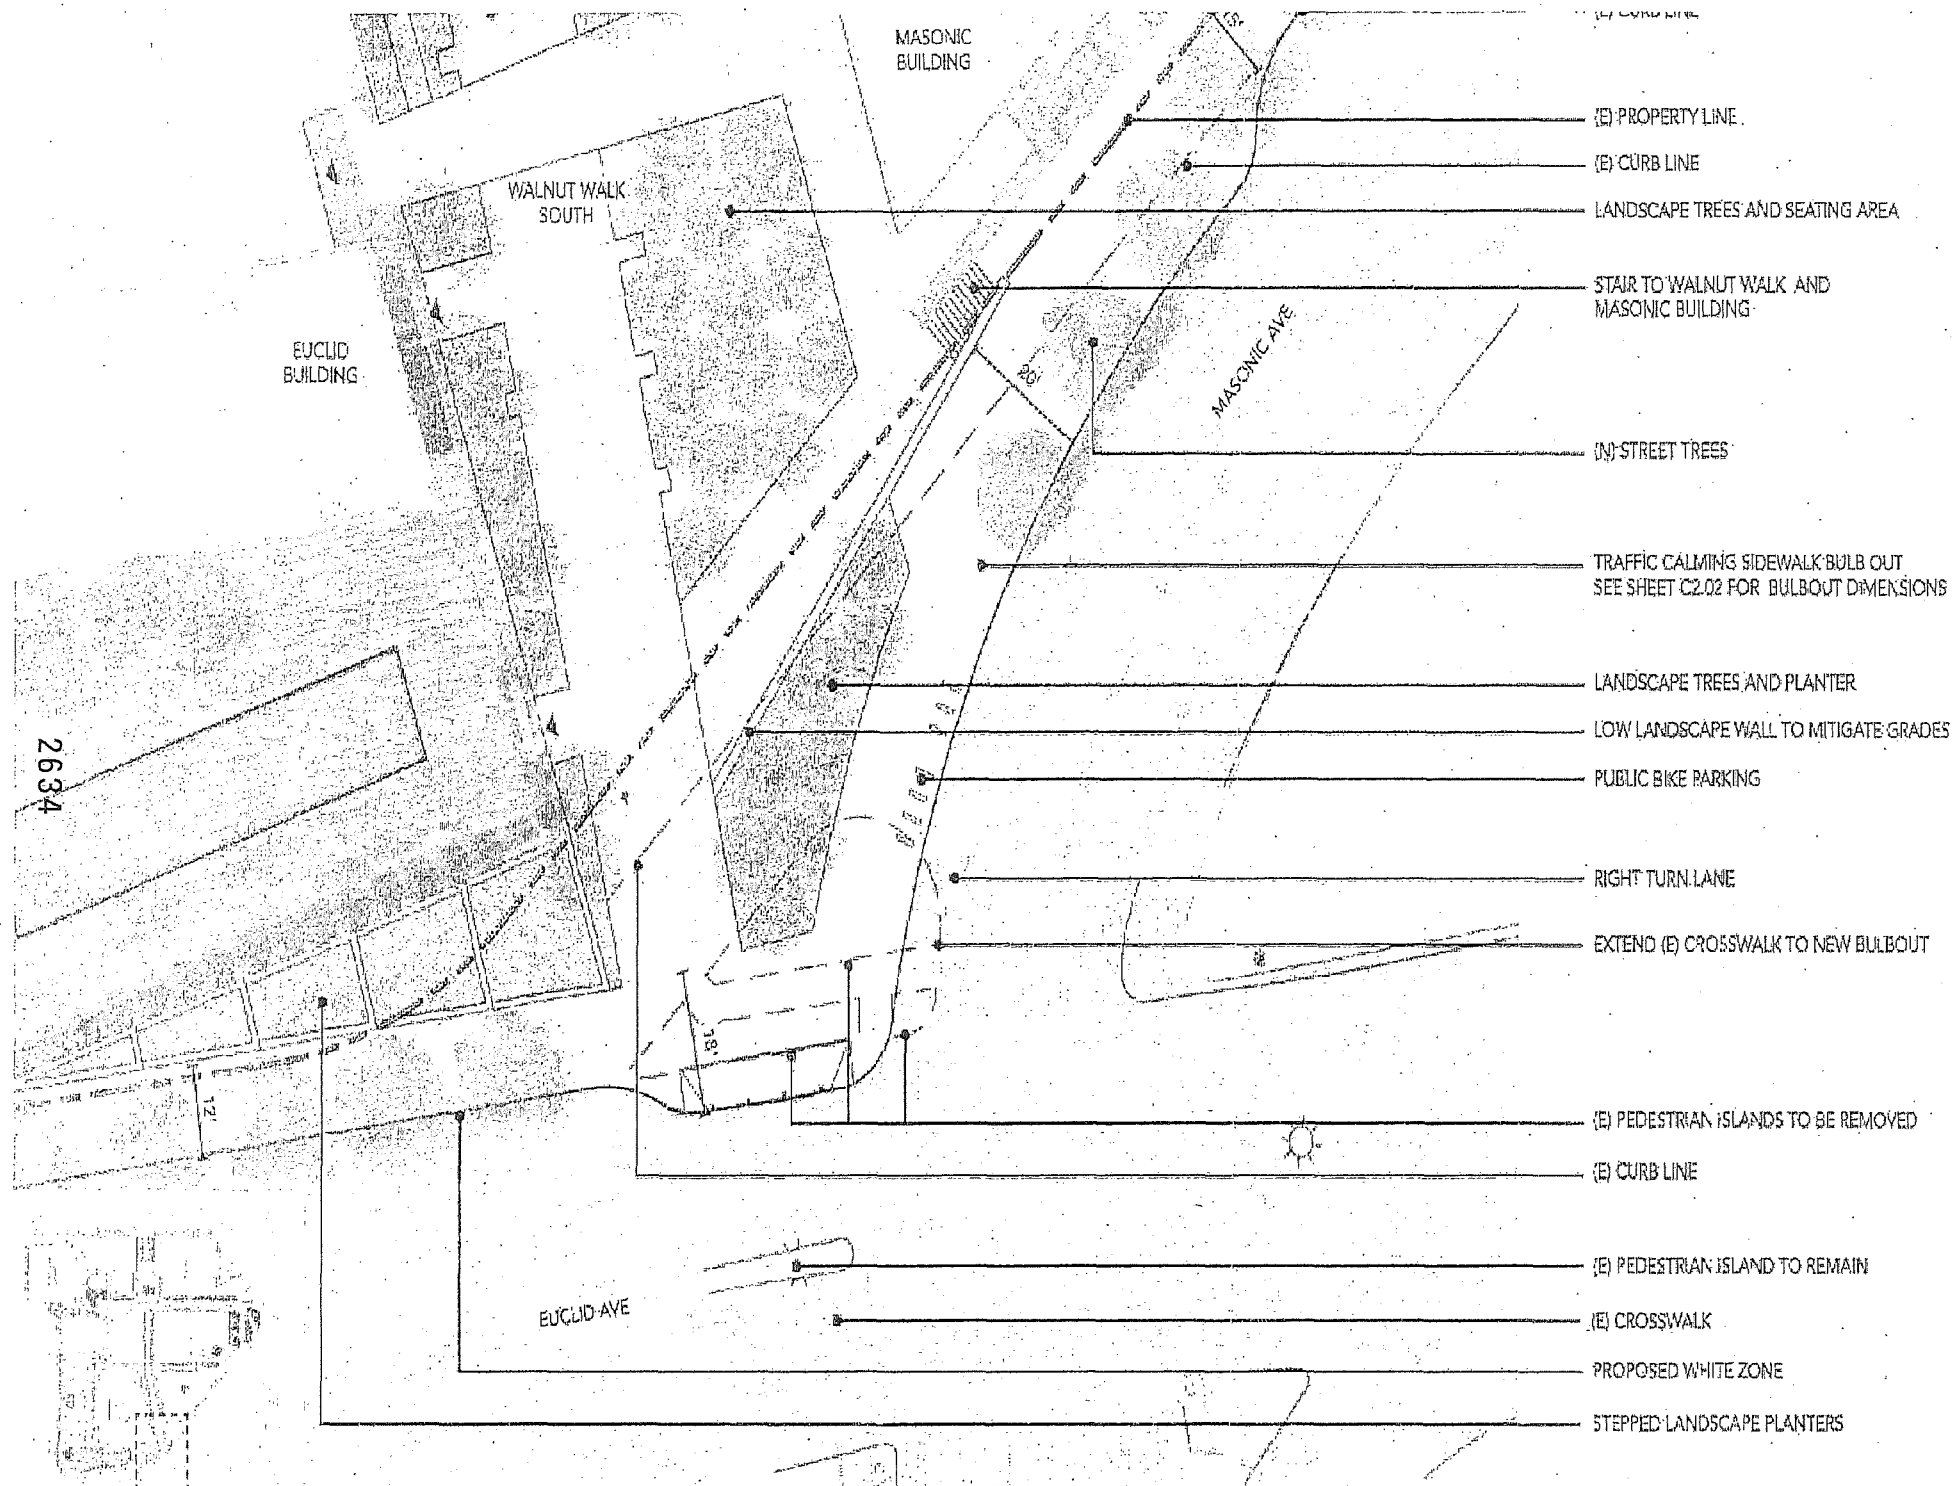 (E) CURB LINE
MASONIC
BUILDING
(E) PROPERTY LINE
(E) CURB LINE
WALNUT WALK
SOUTH
LANDSCAPE TREES AND SEATING AREA
STAIR TO WALNUT WALK AND
MASONIC BUILDING
MASONIC AVE
EUCLID
BUILDING
20'
(N) STREET TREES
TRAFFIC CALMING SIDEWALK BULB OUT
SEE SHEET C2.02 FOR BULBOUT DIMENSIONS
LANDSCAPE TREES AND PLANTER
LOW LANDSCAPE WALL TO MITIGATE GRADES
2634
PUBLIC BIKE PARKING
RIGHT TURN LANE
EXTEND (E) CROSSWALK TO NEW BULBOUT
18'
12'
(E) PEDESTRIAN ISLANDS TO BE REMOVED
(E) CURB LINE
(E) PEDESTRIAN ISLAND TO REMAIN
EUCLID AVE
(E) CROSSWALK
PROPOSED WHITE ZONE
STEPPED LANDSCAPE PLANTERS